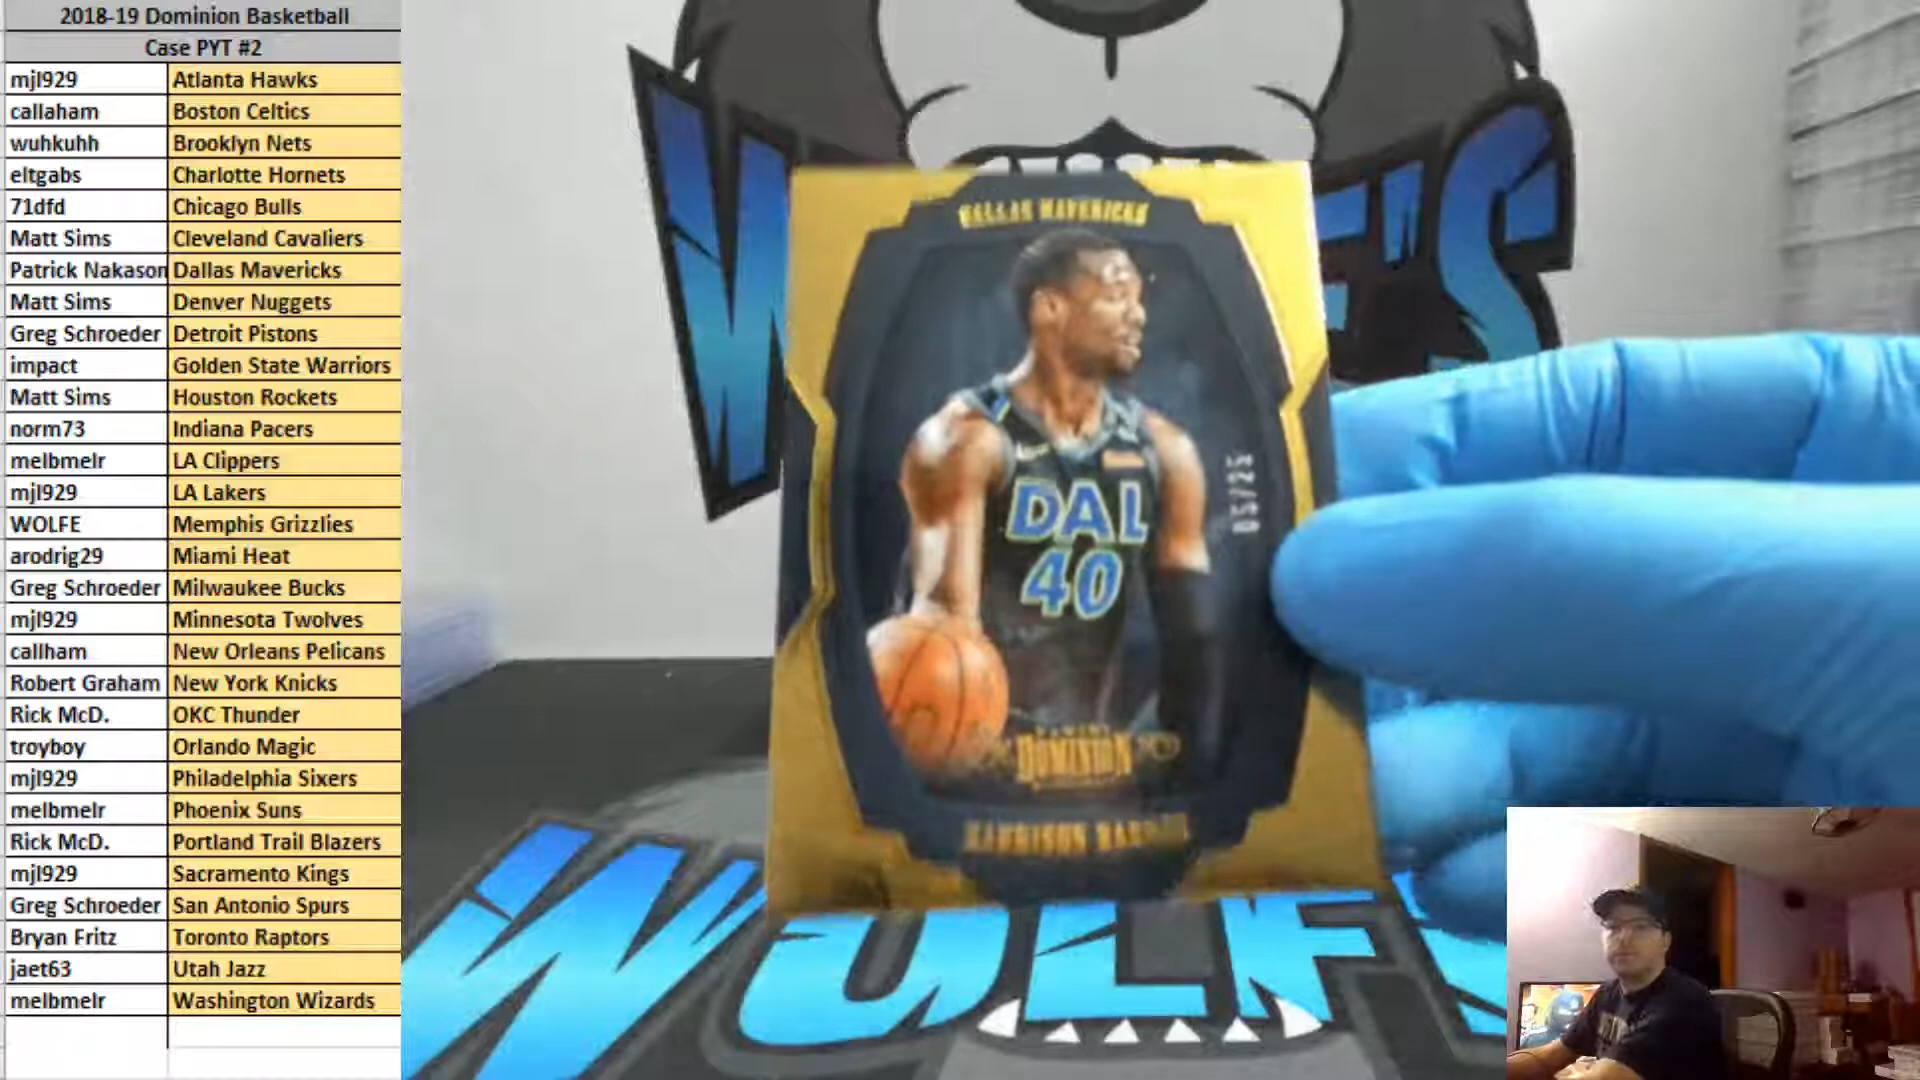 2018-19 Dominion Basketball
Case PYT #2
mjl929 Atlanta Hawks
callaham Boston Celtics
wuhkuhh Brooklyn Nets
eltgabs Charlotte Hornets
71dfd Chicago Bulls
Matt Sims Cleveland Cavaliers
Patrick Nakason Dallas Mavericks
Matt Sims Denver Nuggets
Greg Schroeder Detroit Pistons
impact Golden State Warriors
Matt Sims Houston Rockets
norm73 Indiana Pacers
melbmelr LA Clippers
mjl929 LA Lakers
WOLFE Memphis Grizzlies
arodrig29 Miami Heat
Greg Schroeder Milwaukee Bucks
mjl929 Minnesota Twolves
callham New Orleans Pelicans
Robert Graham New York Knicks
Rick McD. OKC Thunder
troyboy Orlando Magic
mjl929 Philadelphia Sixers
melbmelr Phoenix Suns
Rick McD. Portland Trail Blazers
mjl929 Sacramento Kings
Greg Schroeder San Antonio Spurs
Bryan Fritz Toronto Raptors
jaet63 Utah Jazz
melbmelr Washington Wizards
DALLAS MAVERICKS
05/25
DAL
40
PANINI
DOMINION
HARRISON